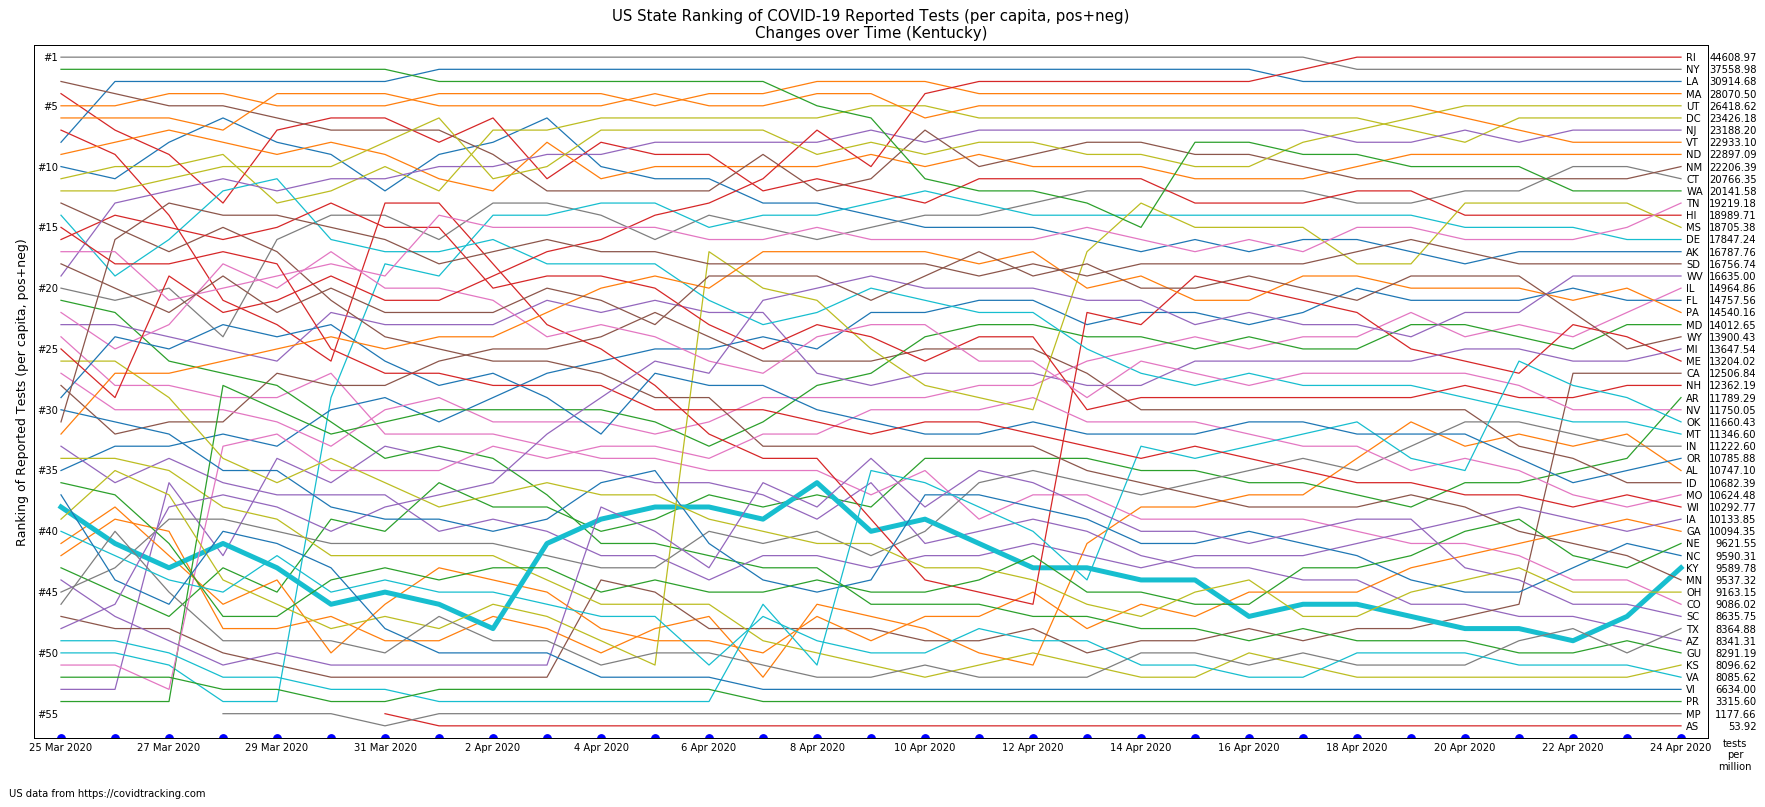 US State Ranking of COVID-19 Reported Tests (per capita, pos+neg)
Changes over Time (Kentucky)
Ranking of Reported Tests (per capita, pos+neg)
#1
#5
#10
#15
#20
#25
#30
#35
#40
#45
#50
#55
RI 44608.97
NY 37558.98
LA 30914.68
MA 28070.50
UT 26418.62
DC 23426.18
NJ 23188.20
VT 22933.10
ND 22897.09
NM 22206.39
CT 20766.35
WA 20141.58
TN 19219.18
HI 18989.71
MS 18705.38
DE 17847.24
AK 16787.76
SD 16756.74
WV 16635.00
IL 14964.86
FL 14757.56
PA 14540.16
MD 14012.65
WY 13900.43
MI 13647.54
ME 13204.02
CA 12506.84
NH 12362.19
AR 11789.29
NV 11750.05
OK 11660.43
MT 11346.60
IN 11222.60
OR 10785.88
AL 10747.10
ID 10682.39
MO 10624.48
WI 10292.77
IA 10133.85
GA 10094.35
NE 9621.55
NC 9590.31
KY 9589.78
MN 9537.32
OH 9163.15
CO 9086.02
SC 8635.75
TX 8364.88
AZ 8341.31
GU 8291.19
KS 8096.62
VA 8085.62
VI 6634.00
PR 3315.60
MP 1177.66
AS 53.92
25 Mar 2020 27 Mar 2020 29 Mar 2020 31 Mar 2020 2 Apr 2020 4 Apr 2020 6 Apr 2020 8 Apr 2020 10 Apr 2020 12 Apr 2020 14 Apr 2020 16 Apr 2020 18 Apr 2020 20 Apr 2020 22 Apr 2020 24 Apr 2020
tests
per
million
US data from https://covidtracking.com